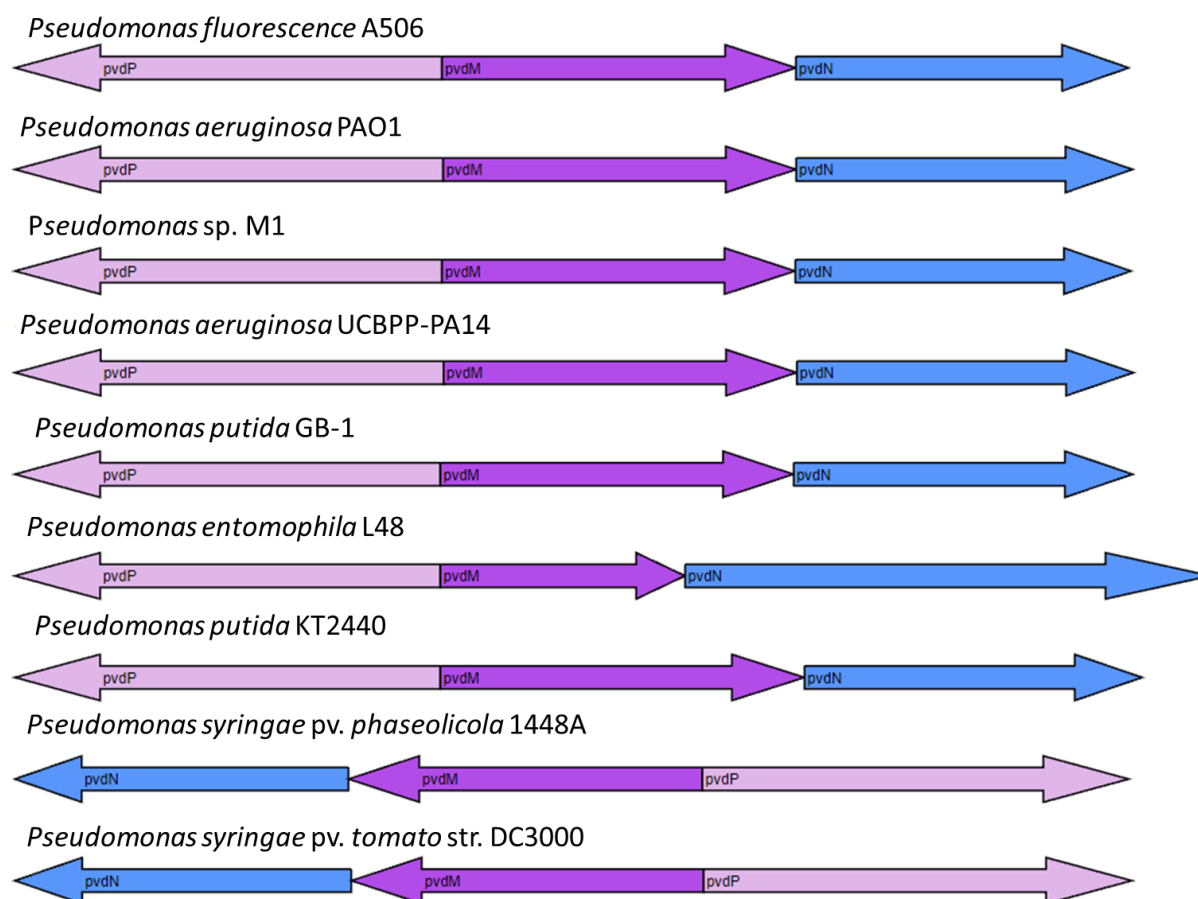 Pseudomonas fluorescence A506
pvdP pvdM pvdN
Pseudomonas aeruginosa PAO1
pvdP pvdM pvdN
Pseudomonas sp. M1
pvdP pvdM pvdN
Pseudomonas aeruginosa UCBPP-PA14
pvdP pvdM pvdN
Pseudomonas putida GB-1
pvdP pvdM pvdN
Pseudomonas entomophila L48
pvdP pvdM pvdN
Pseudomonas putida KT2440
pvdP pvdM pvdN
Pseudomonas syringae pv. phaseolicola 1448A
pvdN pvdM pvdP
Pseudomonas syringae pv. tomato str. DC3000
pvdN pvdM pvdP